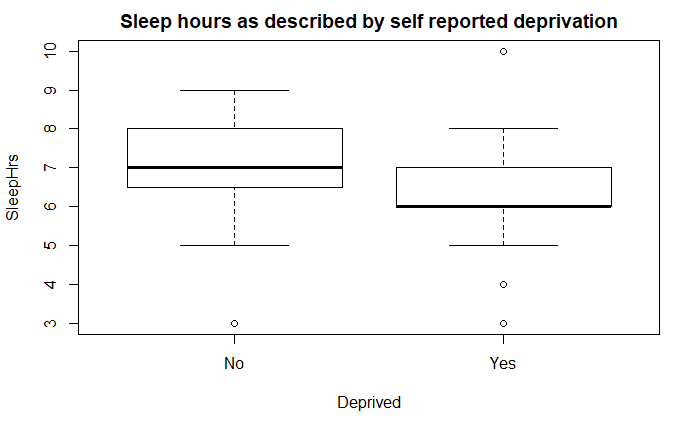 Sleep hours as described by self reported deprivation
SleepHrs
10
9
8
7
6
5
4
3
No Yes
Deprived